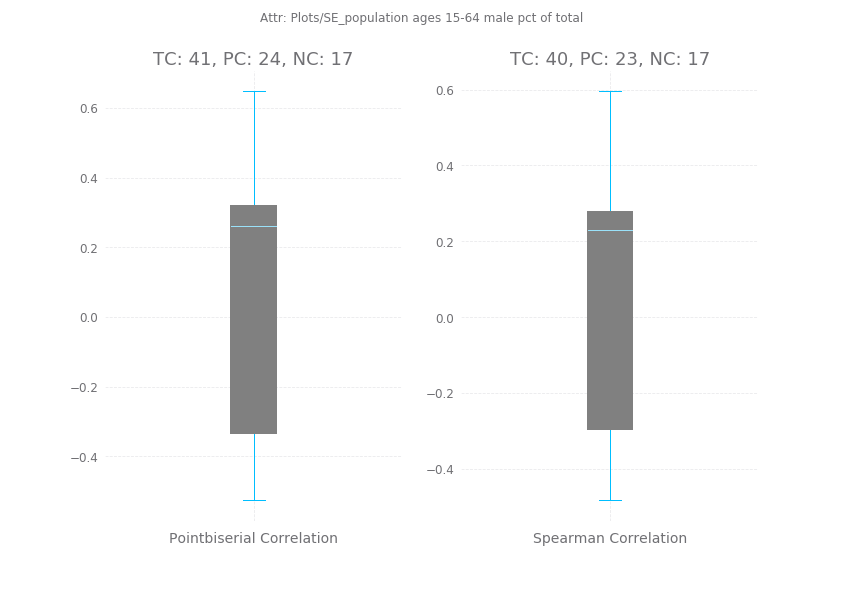 Attr: Plots/SE_population ages 15-64 male pct of total
TC: 41, PC: 24, NC: 17
0.6
0.4
0.2
0.0
−0.2
−0.4
Pointbiserial Correlation
TC: 40, PC: 23, NC: 17
0.6
0.4
0.2
0.0
−0.2
−0.4
Spearman Correlation